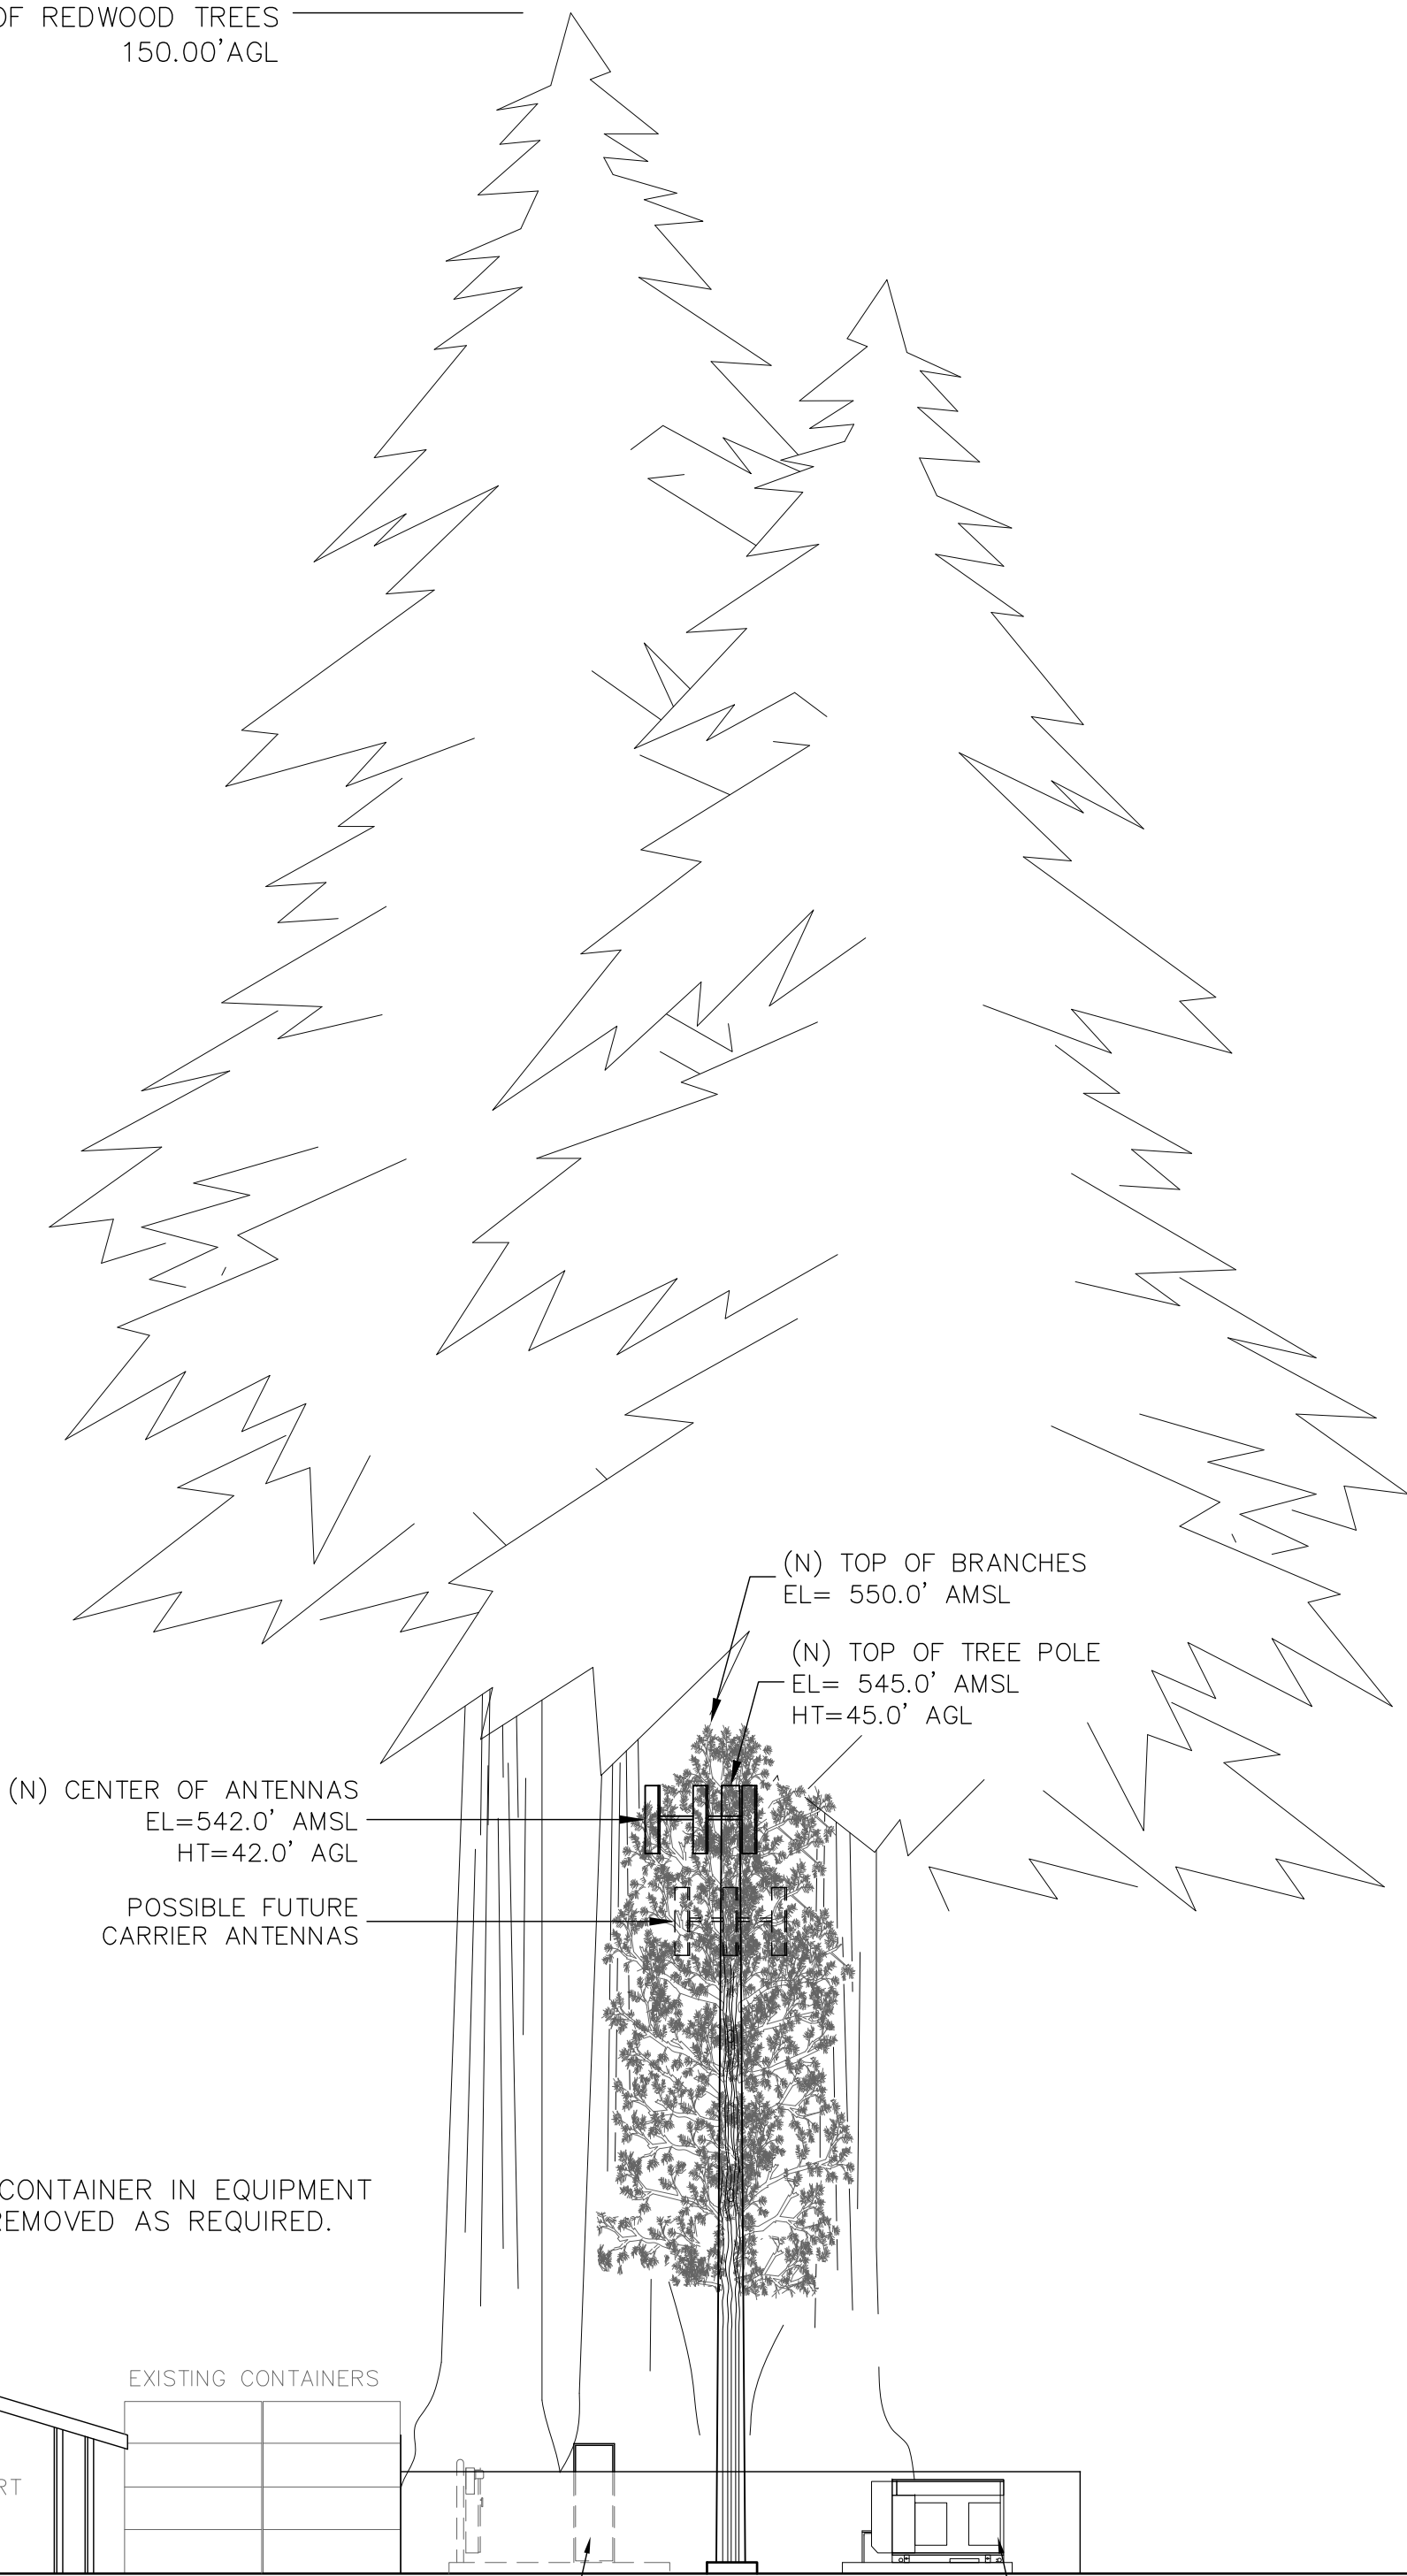 OF REDWOOD TREES
150.00'AGL
(N) TOP OF BRANCHES
EL= 550.0' AMSL
(N) TOP OF TREE POLE
EL= 545.0' AMSL
HT=45.0' AGL
(N) CENTER OF ANTENNAS
EL=542.0' AMSL
HT=42.0' AGL
POSSIBLE FUTURE
CARRIER ANTENNAS
CONTAINER IN EQUIPMENT
REMOVED AS REQUIRED.
EXISTING CONTAINERS